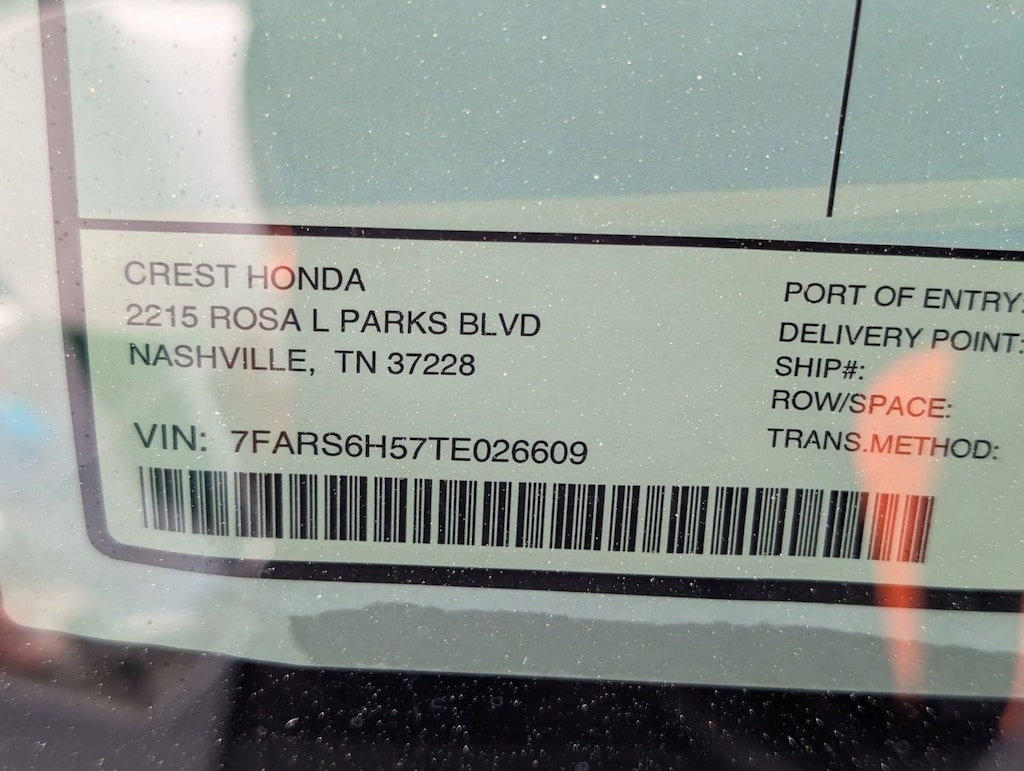 CREST HONDA
2215 ROSA L PARKS BLVD
NASHVILLE, TN 37228
VIN: 7FARS6H57TE026609
PORT OF ENTRY:
DELIVERY POINT:
SHIP#:
ROW/SPACE:
TRANS.METHOD: